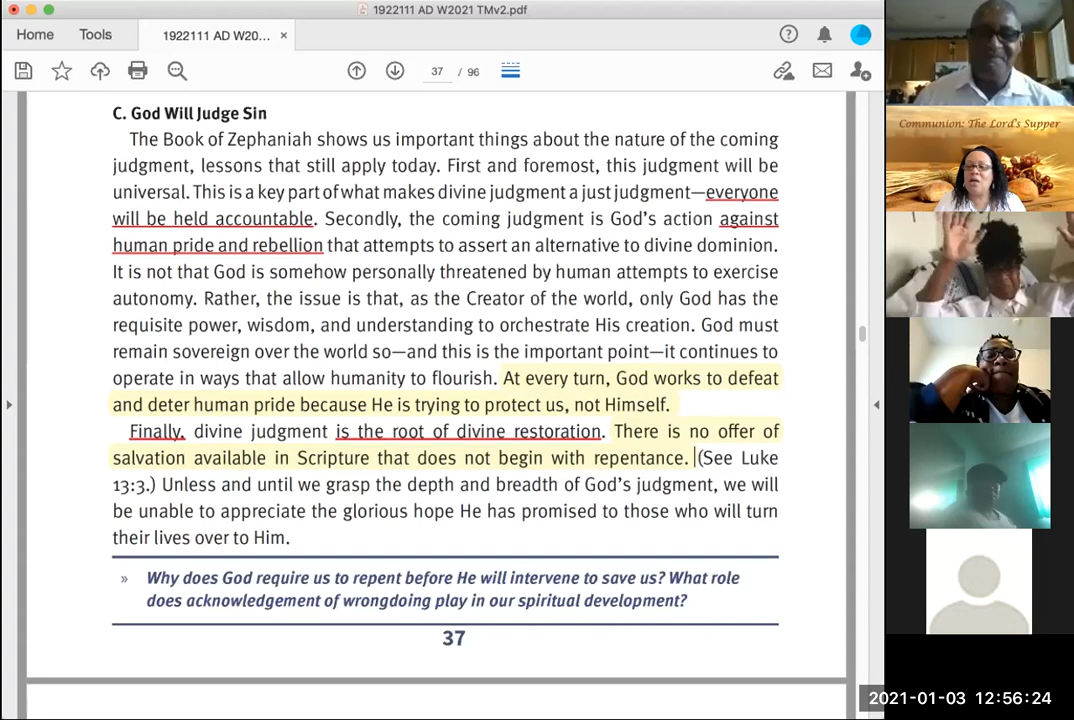 1922111 AD W2021 TMv2.pdf
Home Tools 1922111 AD W20... ×
37 / 96
C. God Will Judge Sin
The Book of Zephaniah shows us important things about the nature of the coming
judgment, lessons that still apply today. First and foremost, this judgment will be
universal. This is a key part of what makes divine judgment a just judgment—everyone
will be held accountable. Secondly, the coming judgment is God's action against
human pride and rebellion that attempts to assert an alternative to divine dominion.
It is not that God is somehow personally threatened by human attempts to exercise
autonomy. Rather, the issue is that, as the Creator of the world, only God has the
requisite power, wisdom, and understanding to orchestrate His creation. God must
remain sovereign over the world so—and this is the important point—it continues to
operate in ways that allow humanity to flourish. At every turn, God works to defeat
and deter human pride because He is trying to protect us, not Himself.
Finally, divine judgment is the root of divine restoration. There is no offer of
salvation available in Scripture that does not begin with repentance. (See Luke
13:3.) Unless and until we grasp the depth and breadth of God's judgment, we will
be unable to appreciate the glorious hope He has promised to those who will turn
their lives over to Him.
» Why does God require us to repent before He will intervene to save us? What role
does acknowledgement of wrongdoing play in our spiritual development?
37
Communion: The Lord's Supper
2021-01-03 12:56:24